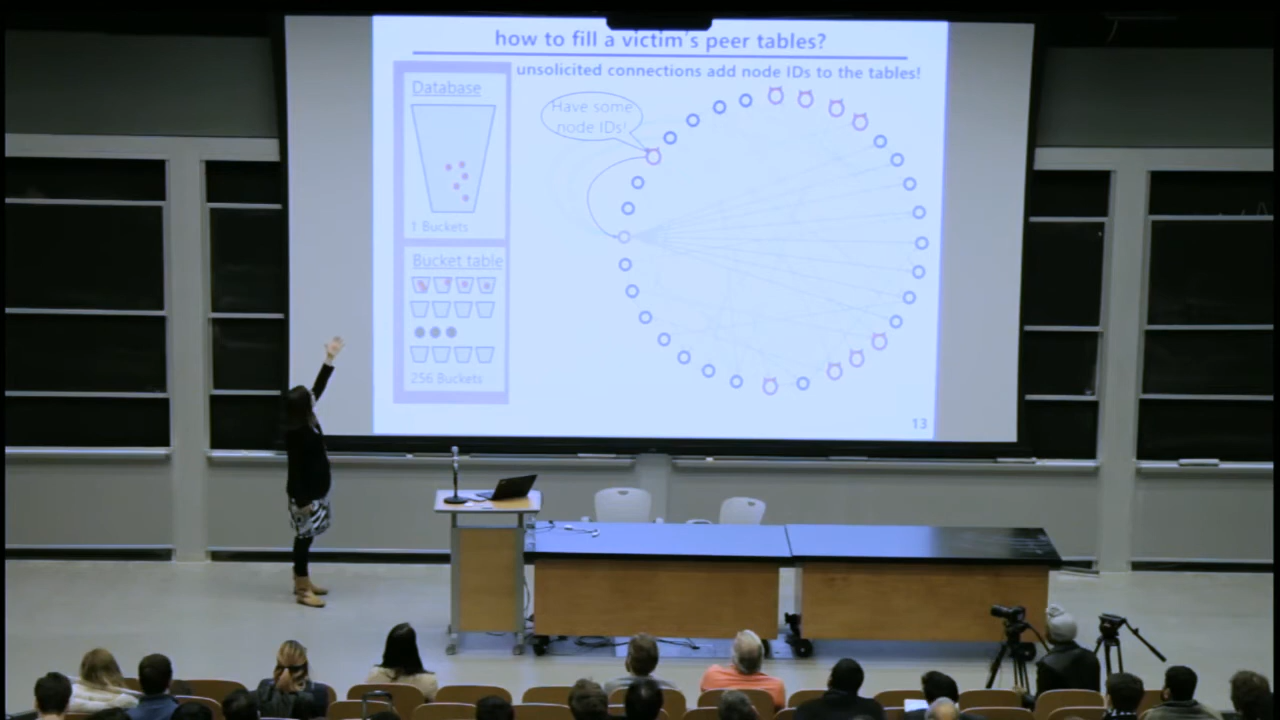 how to fill a victim's peer tables?
unsolicited connections add node IDs to the tables!
Database
1 Buckets
Bucket table
256 Buckets
Have some
node IDs!
13